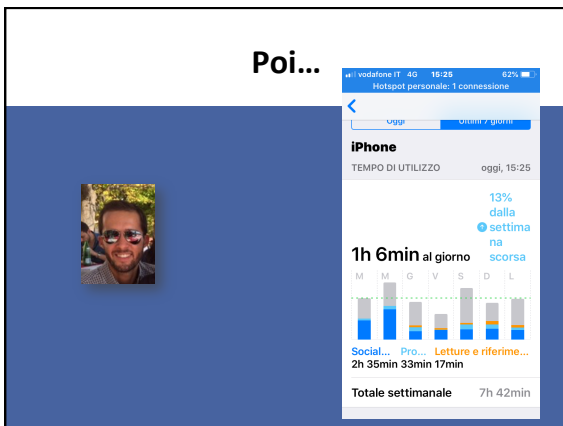 Poi...
vodafone IT 4G 15:25 62%
Hotspot personale: 1 connessione
Oggi Ultimi 7 giorni
iPhone
TEMPO DI UTILIZZO oggi, 15:25
13%
dalla
settima
na
scorsa
1h 6min al giorno
M M G V S D L
Social... Pro... Letture e riferime...
2h 35min 33min 17min
Totale settimanale 7h 42min